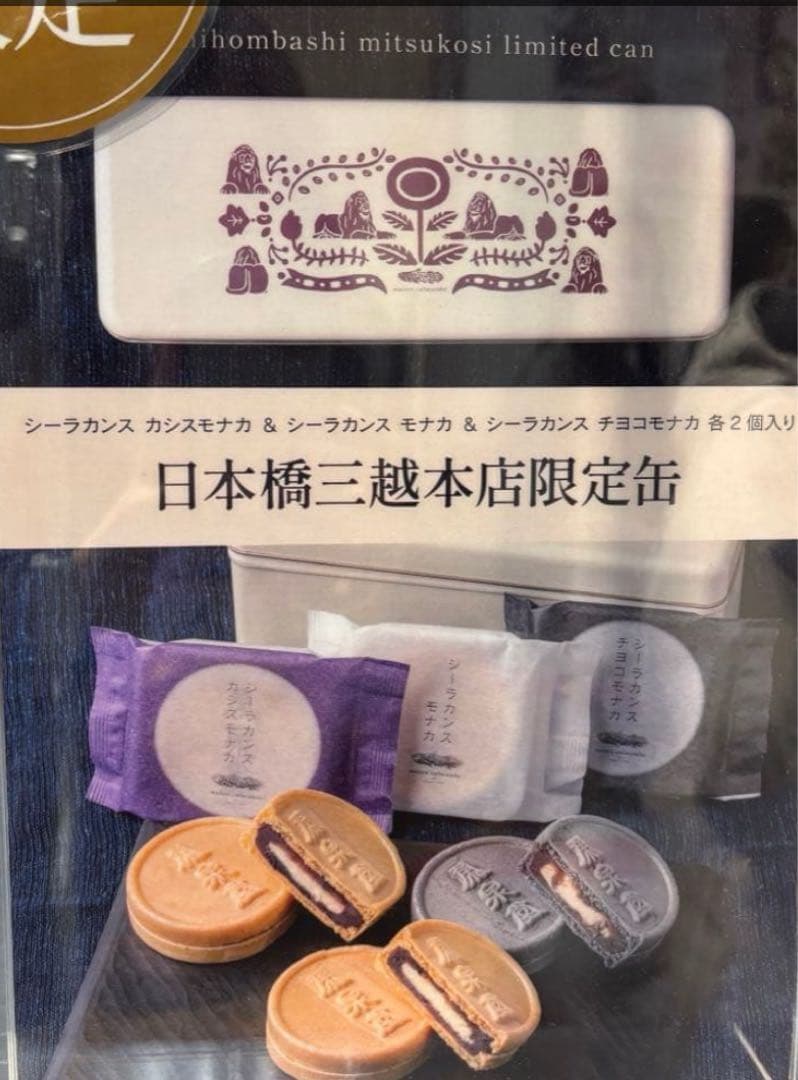 限定
nihombashi mitsukosi limited can
シーラカンス カシスモナカ & シーラカンス モナカ & シーラカンス チヨコモナカ 各2個入り
日本橋三越本店限定缶
シーラカンス
カシスモナカ
シーラカンス
モナカ
シーラカンス
チヨコモナカ